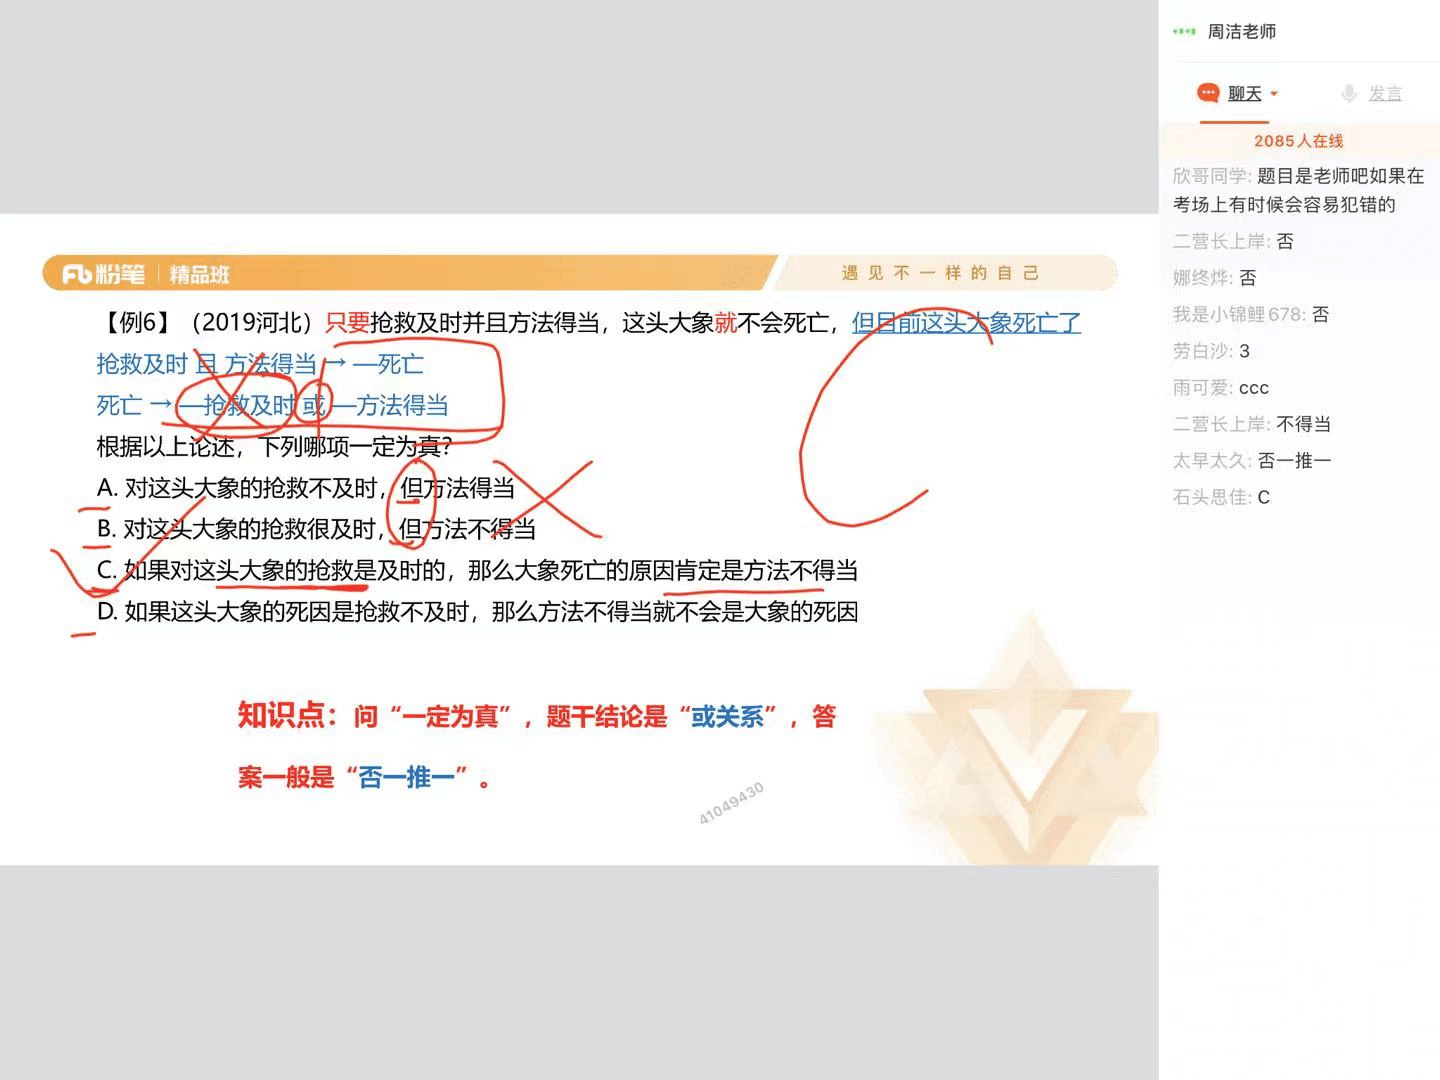 粉笔 精品班
遇见不一样的自己
【例6】（2019河北）只要抢救及时并且方法得当，这头大象就不会死亡，但目前这头大象死亡了
抢救及时 且 方法得当 → —死亡
死亡 → —抢救及时 或 —方法得当
根据以上论述，下列哪项一定为真？
A. 对这头大象的抢救不及时，但方法得当
B. 对这头大象的抢救很及时，但方法不得当
C. 如果对这头大象的抢救是及时的，那么大象死亡的原因肯定是方法不得当
D. 如果这头大象的死因是抢救不及时，那么方法不得当就不会是大象的死因
知识点：问“一定为真”，题干结论是“或关系”，答
案一般是“否一推一”。
41049430
周洁老师
聊天 发言
2085人在线
欣哥同学: 题目是老师吧如果在
考场上有时候会容易犯错的
二营长上岸: 否
娜终烨: 否
我是小锦鲤678: 否
劳白沙: 3
雨可爱: ccc
二营长上岸: 不得当
太早太久: 否一推一
石头思佳: C